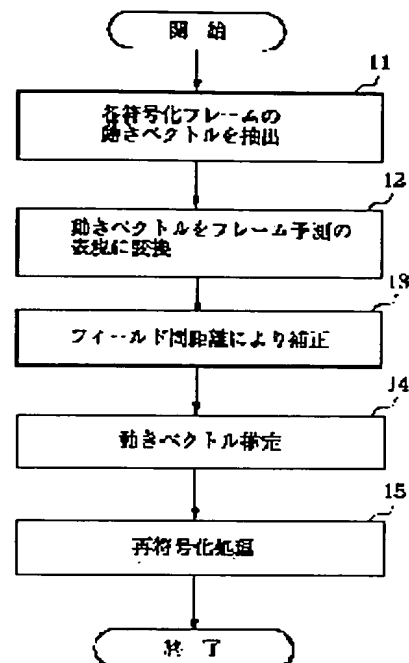 開始
11
各符号化フレームの
動きベクトルを抽出
12
動きベクトルをフレーム予測の
表現に変換
13
フィールド間距離により補正
14
動きベクトル推定
15
再符号化処理
終了